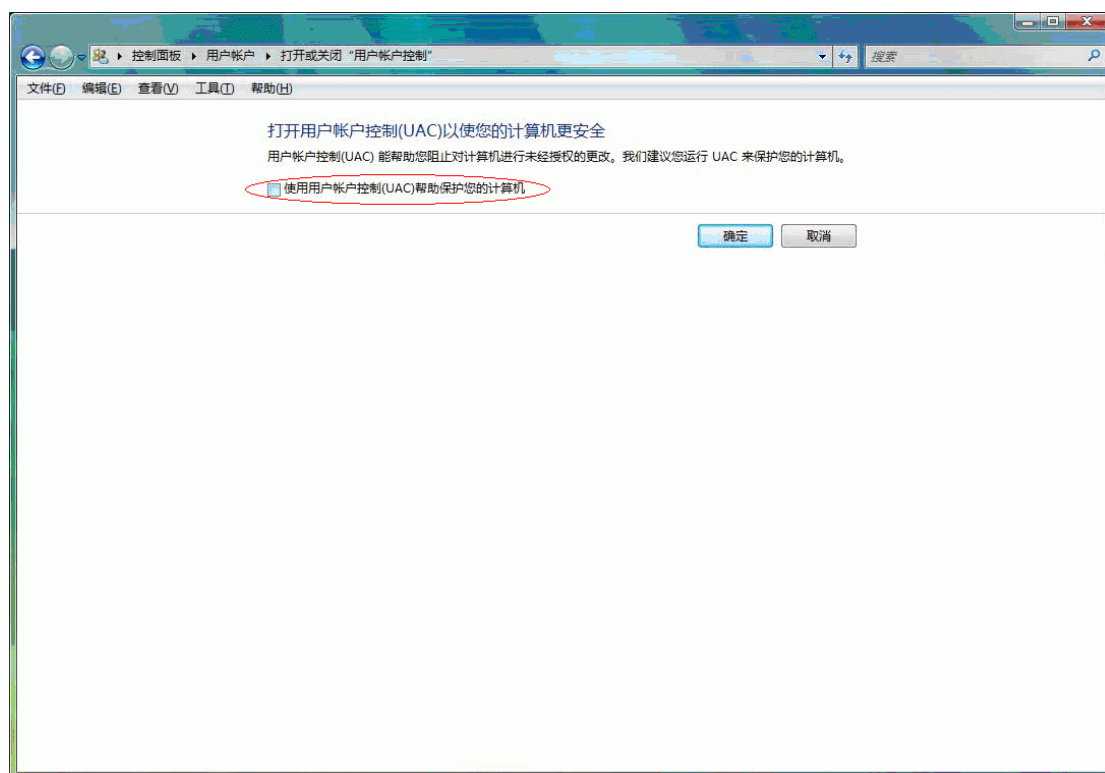 控制面板 ▸ 用户帐户 ▸ 打开或关闭“用户帐户控制” 搜索
文件(F) 编辑(E) 查看(V) 工具(T) 帮助(H)
打开用户帐户控制(UAC)以使您的计算机更安全
用户帐户控制(UAC) 能帮助您阻止对计算机进行未经授权的更改。我们建议您运行 UAC 来保护您的计算机。
使用用户帐户控制(UAC)帮助保护您的计算机
确定 取消